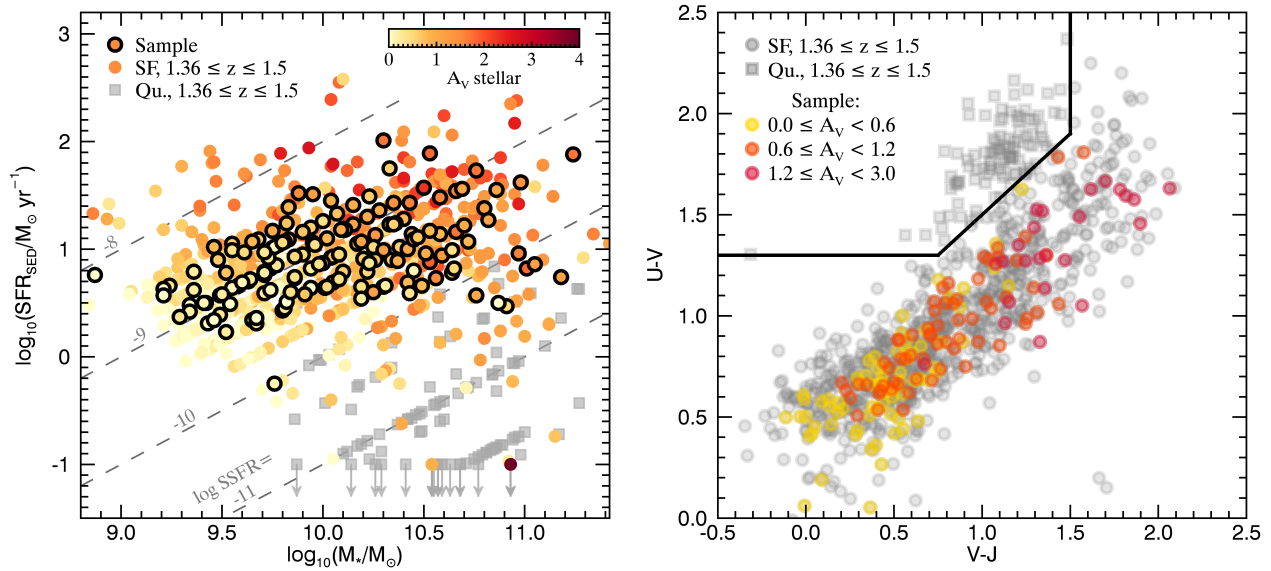 Sample
SF, 1.36 ≤ z ≤ 1.5
Qu., 1.36 ≤ z ≤ 1.5
0 1 2 3 4
A_V stellar
-8
-9
-10
log SSFR=
-11
3
2
1
0
-1
log₁₀(SFR_SED/M_⊙ yr⁻¹)
9.0 9.5 10.0 10.5 11.0
log₁₀(M_*/M_⊙)
SF, 1.36 ≤ z ≤ 1.5
Qu., 1.36 ≤ z ≤ 1.5
Sample:
0.0 ≤ A_V < 0.6
0.6 ≤ A_V < 1.2
1.2 ≤ A_V < 3.0
2.5
2.0
1.5
1.0
0.5
0.0
U-V
-0.5 0.0 0.5 1.0 1.5 2.0 2.5
V-J